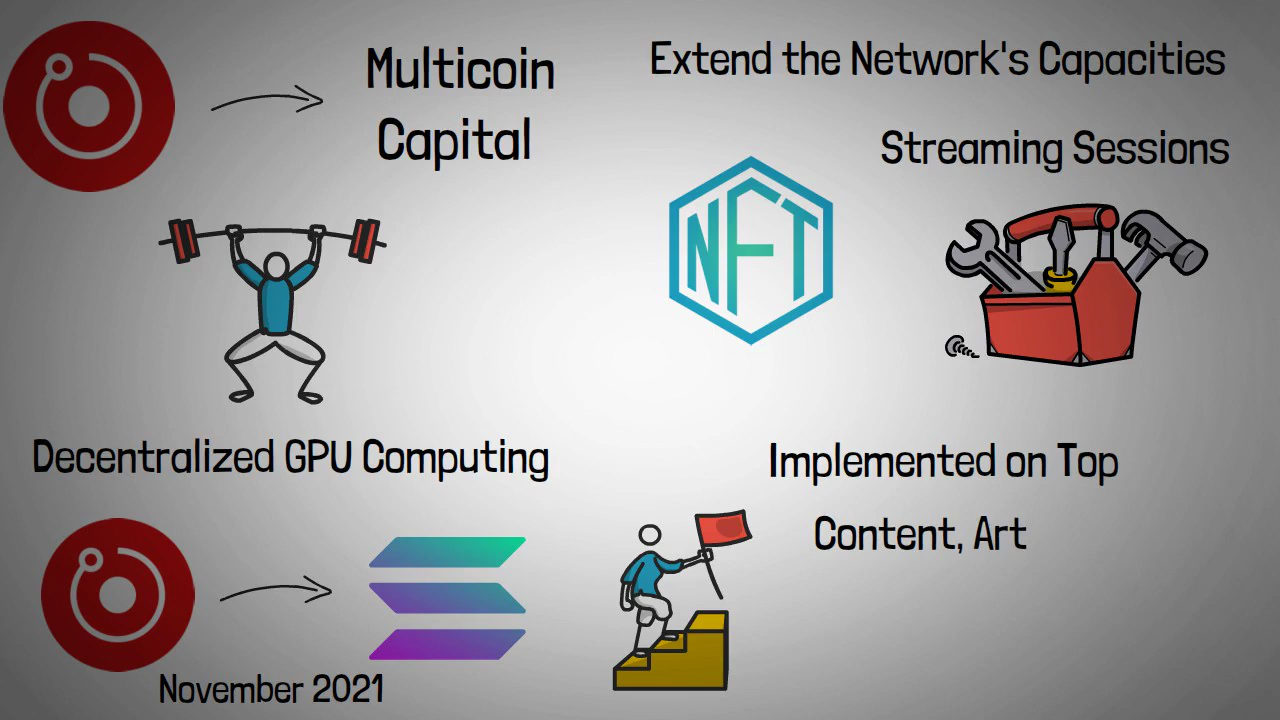 Multicoin
Capital
Extend the Network's Capacities
Streaming Sessions
NFT
Decentralized GPU Computing
Implemented on Top
Content, Art
November 2021